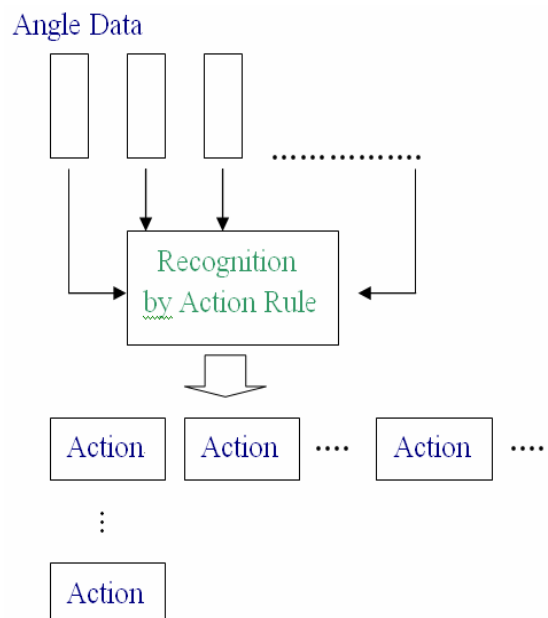 Angle Data
................
Recognition
by Action Rule
Action
Action
....
Action
....
⋮
Action